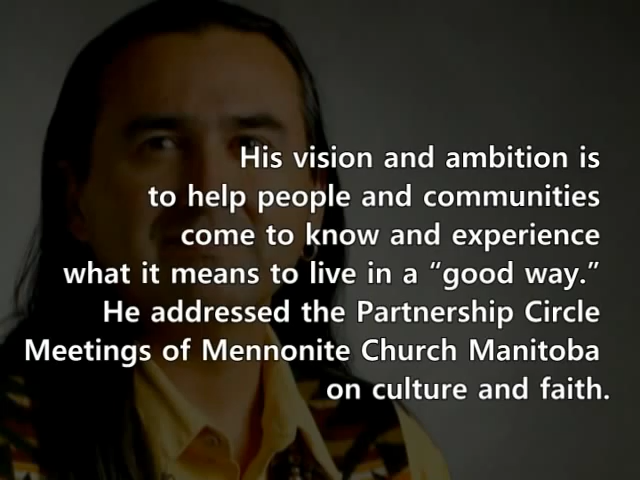 His vision and ambition is
to help people and communities
come to know and experience
what it means to live in a “good way.”
He addressed the Partnership Circle
Meetings of Mennonite Church Manitoba
on culture and faith.